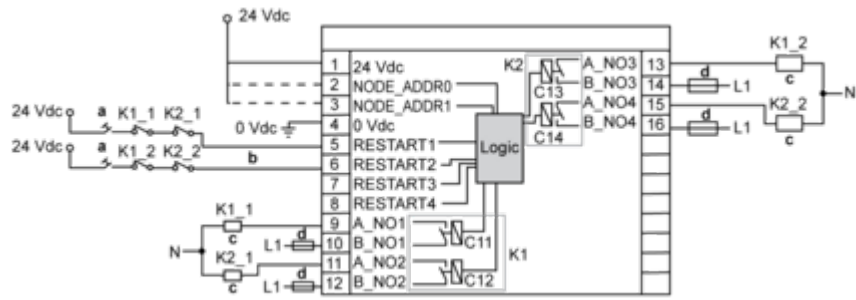 24 Vdc
1 24 Vdc
2 NODE_ADDR0
3 NODE_ADDR1
4 0 Vdc
5 RESTART1
6 RESTART2
7 RESTART3
8 RESTART4
9 A_NO1
10 B_NO1
11 A_NO2
12 B_NO2
0 Vdc
24 Vdc a K1_1 K2_1
24 Vdc a K1_2 K2_2
b
K1_1
c
N
L1 d
K2_1
c
L1 d
Logic
K2
C13
C14
A_NO3 13
B_NO3 14
A_NO4 15
B_NO4 16
C11
K1
C12
K1_2
c
d
L1
N
K2_2
c
d
L1